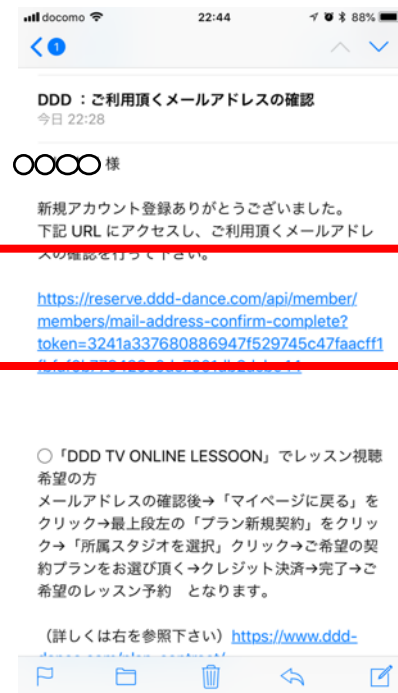 docomo 22:44 88%
1
DDD ：ご利用頂くメールアドレスの確認
今日 22:28
〇〇〇〇 様
新規アカウント登録ありがとうございました。
下記 URL にアクセスし、ご利用頂くメールアドレ
スの確認を行って下さい。
https://reserve.ddd-dance.com/api/member/
members/mail-address-confirm-complete?
token=3241a337680886947f529745c47faacff1
○「DDD TV ONLINE LESSOON」でレッスン視聴
希望の方
メールアドレスの確認後→「マイページに戻る」を
クリック→最上段左の「プラン新規契約」をクリッ
ク→「所属スタジオを選択」クリック→ご希望の契
約プランをお選び頂く→クレジット決済→完了→ご
希望のレッスン予約　となります。
（詳しくは右を参照下さい）https://www.ddd-